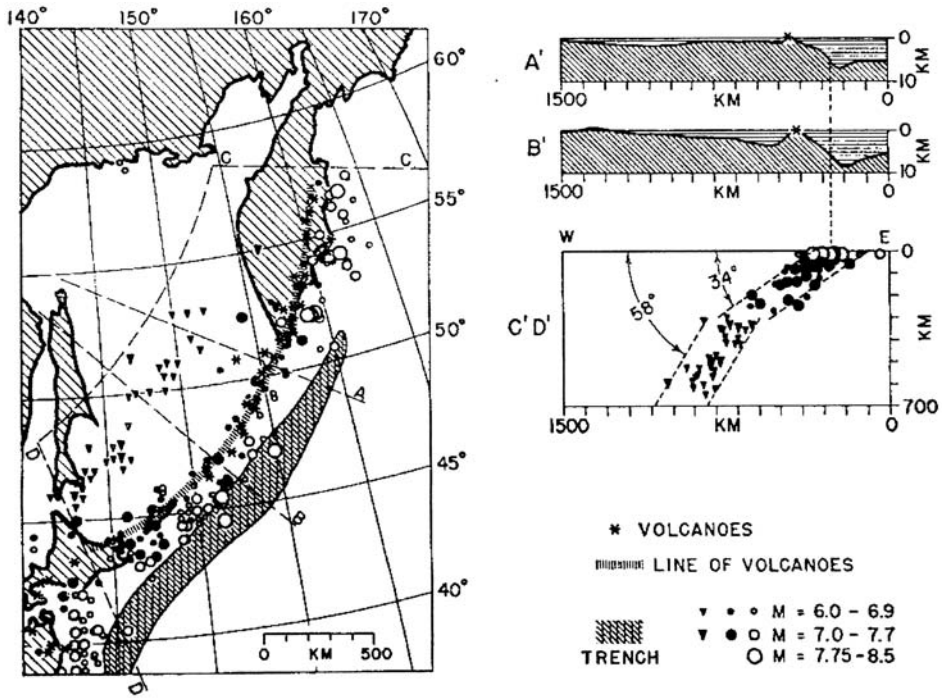 140° 150° 160° 170°
60°
55°
50°
45°
40°
C C
A
B
B
D
D
0 KM 500
A'
0
10
KM
1500 KM 0
B'
0
10
KM
1500 KM 0
W E
C'D'
58°
34°
0
KM
700
1500 KM 0
* VOLCANOES
LINE OF VOLCANOES
TRENCH
M = 6.0 - 6.9
M = 7.0 - 7.7
M = 7.75 - 8.5